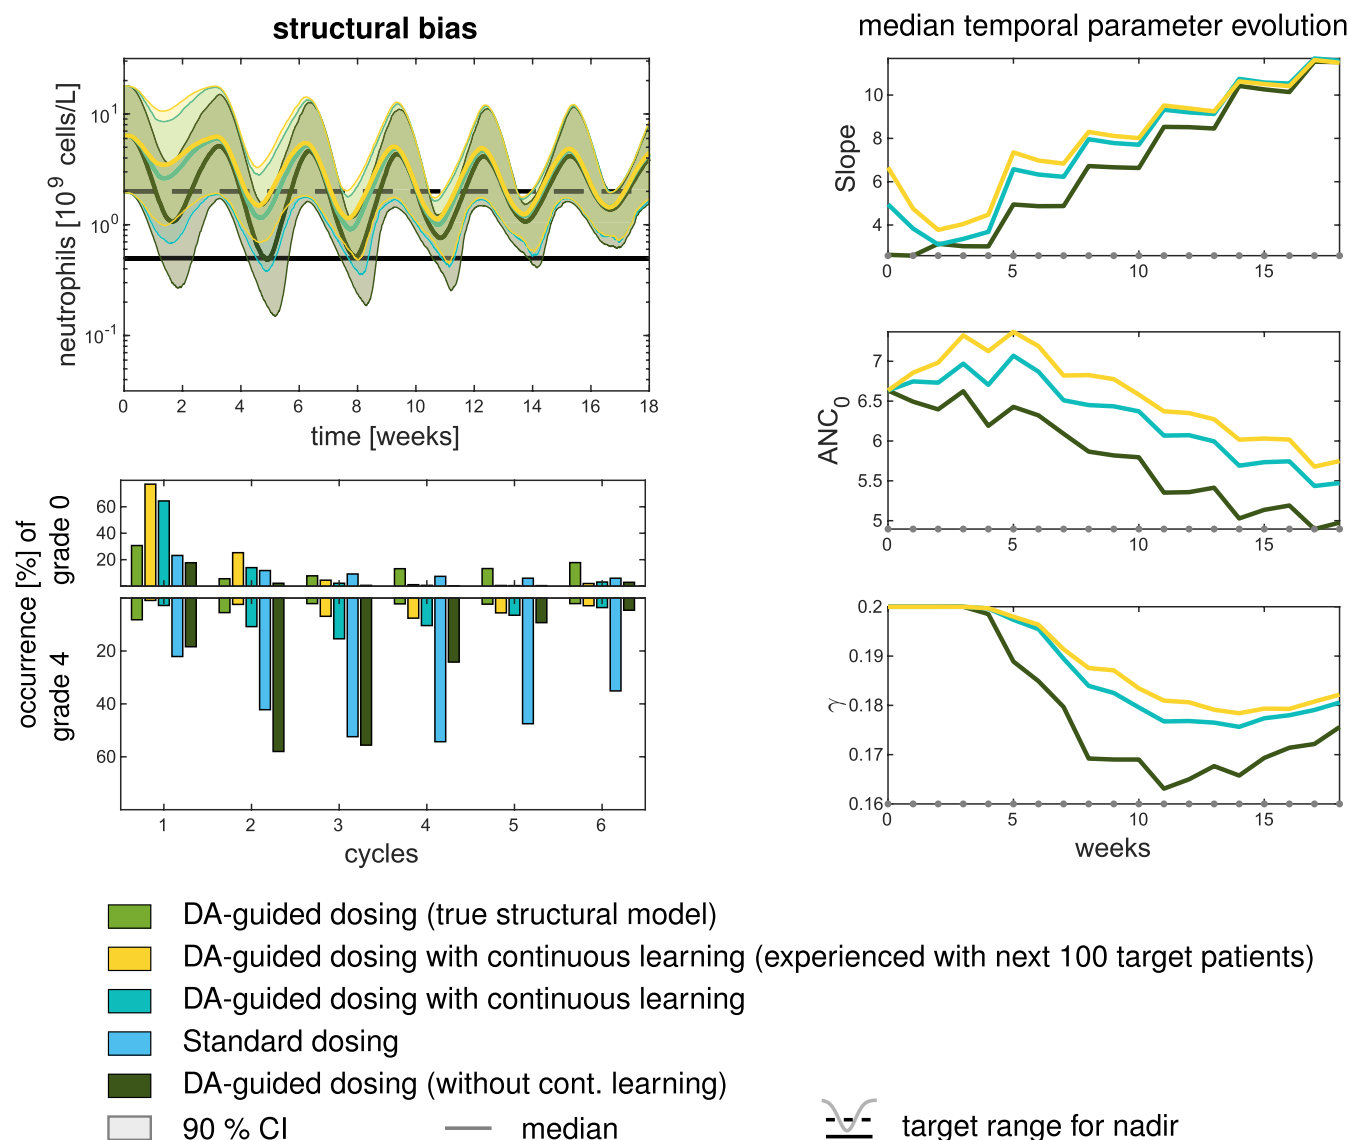 structural bias
neutrophils [10^9 cells/L]
10^1
10^0
10^-1
0 2 4 6 8 10 12 14 16 18
time [weeks]
occurrence [%] of
grade 0
grade 4
60
40
20
20
40
60
1 2 3 4 5 6
cycles
median temporal parameter evolution
Slope
10
8
6
4
0 5 10 15
ANC_0
7
6.5
6
5.5
5
0 5 10 15
γ
0.2
0.19
0.18
0.17
0.16
0 5 10 15
weeks
DA-guided dosing (true structural model)
DA-guided dosing with continuous learning (experienced with next 100 target patients)
DA-guided dosing with continuous learning
Standard dosing
DA-guided dosing (without cont. learning)
90 % CI median target range for nadir